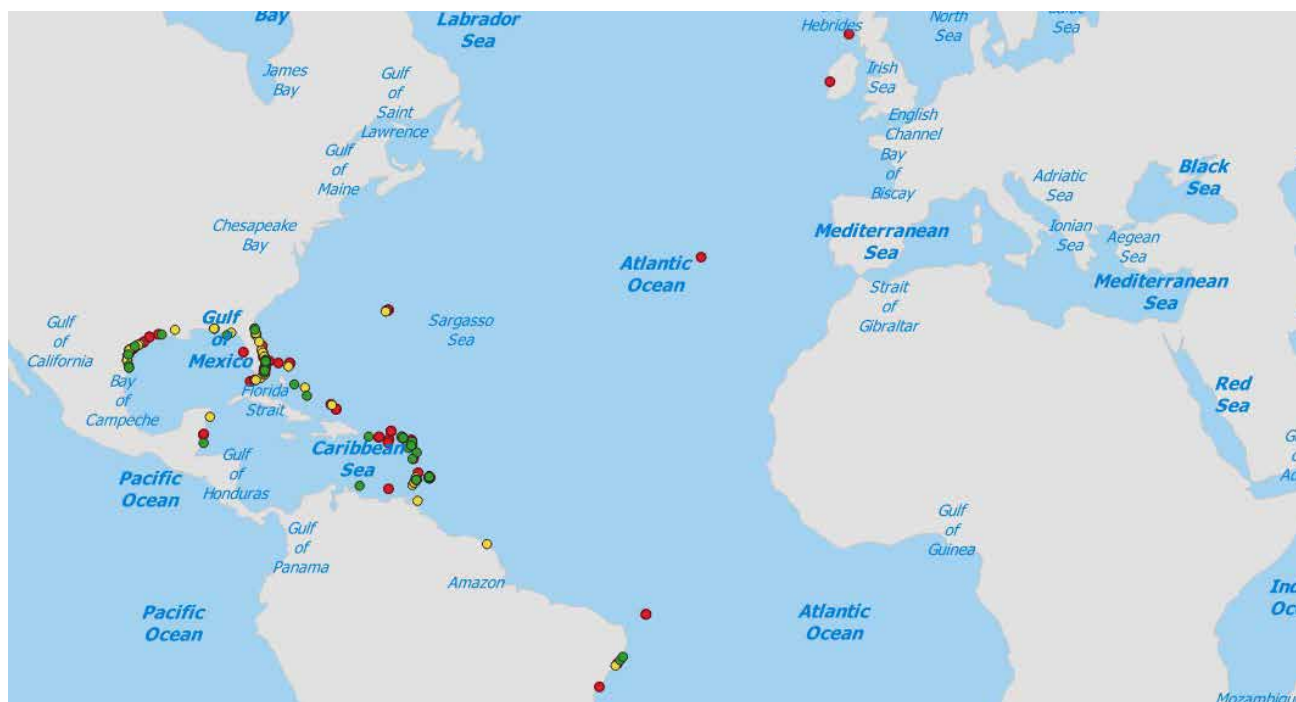 Bay
Labrador
Sea
Hebrides
North
Sea
Sea
James
Bay
Gulf
of
Saint
Lawrence
Irish
Sea
English
Channel
Bay
of
Biscay
Gulf
of
Maine
Black
Sea
Adriatic
Sea
Chesapeake
Bay
Mediterranean
Sea
Ionian
Sea
Aegean
Sea
Atlantic
Ocean
Mediterranean
Sea
Strait
of
Gibraltar
Gulf
of
California
Gulf
of
Mexico
Sargasso
Sea
Bay
of
Campeche
Florida
Strait
Red
Sea
Caribbean
Sea
Gulf
of
Honduras
Pacific
Ocean
Gulf
of
Panama
Gulf
of
Guinea
Amazon
Pacific
Ocean
Atlantic
Ocean
Ind
Oc
Mozambiqu